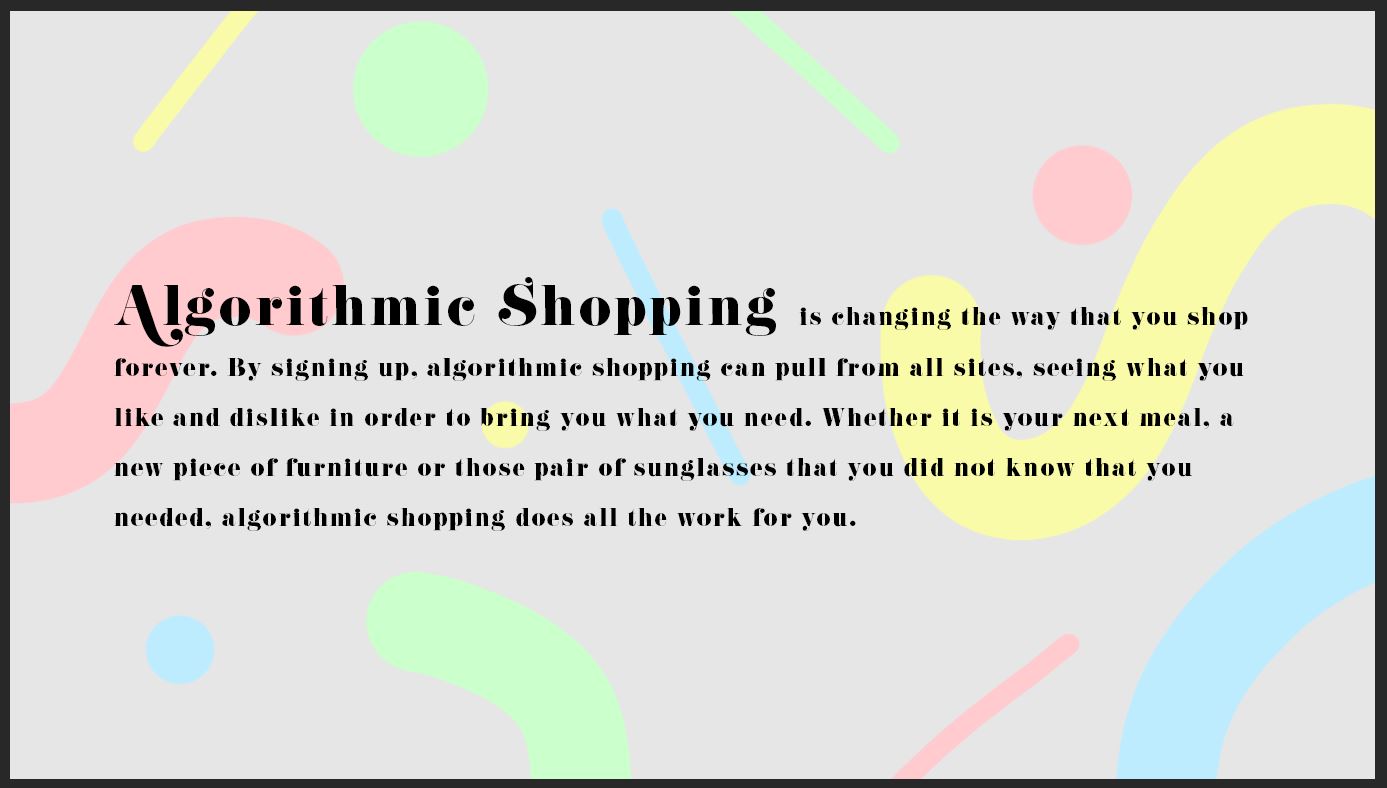 Algorithmic Shopping is changing the way that you shop
forever. By signing up, algorithmic shopping can pull from all sites, seeing what you
like and dislike in order to bring you what you need. Whether it is your next meal, a
new piece of furniture or those pair of sunglasses that you did not know that you
needed, algorithmic shopping does all the work for you.